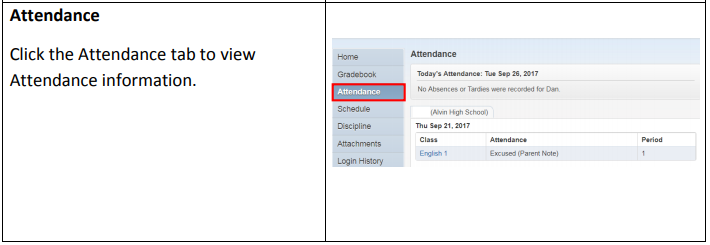 Attendance
Click the Attendance tab to view
Attendance information.
Home
Gradebook
Attendance
Schedule
Discipline
Attachments
Login History
Attendance
Today's Attendance: Tue Sep 26, 2017
No Absences or Tardies were recorded for Dan.
(Alvin High School)
Thu Sep 21, 2017
Class Attendance Period
English 1 Excused (Parent Note) 1